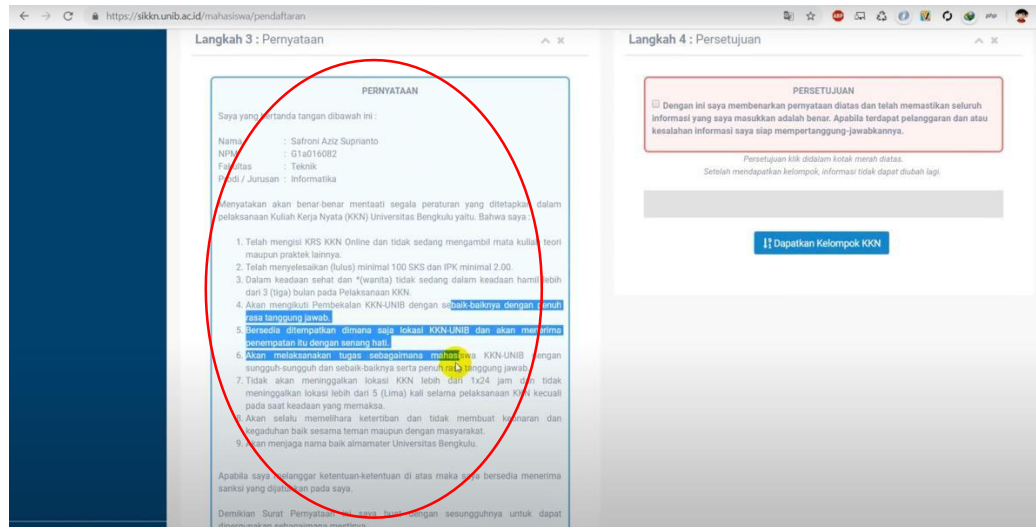 https://sikkn.unib.ac.id/mahasiswa/pendaftaran
Langkah 3 : Pernyataan
PERNYATAAN
Saya yang bertanda tangan dibawah ini :
Nama : Safroni Aziz Suprianto
NPM : G1a016082
Fakultas : Teknik
Prodi / Jurusan : Informatika
Menyatakan akan benar-benar mentaati segala peraturan yang ditetapkan dalam
pelaksanaan Kuliah Kerja Nyata (KKN) Universitas Bengkulu yaitu. Bahwa saya :
1. Telah mengisi KRS KKN Online dan tidak sedang mengambil mata kuliah teori
maupun praktek lainnya.
2. Telah menyelesaikan (lulus) minimal 100 SKS dan IPK minimal 2.00.
3. Dalam keadaan sehat dan *(wanita) tidak sedang dalam keadaan hamil lebih
dari 3 (tiga) bulan pada Pelaksanaan KKN.
4. Akan mengikuti Pembekalan KKN-UNIB dengan sebaik-baiknya dengan penuh
rasa tanggung jawab.
5. Bersedia ditempatkan dimana saja lokasi KKN-UNIB dan akan menerima
penempatan itu dengan senang hati.
6. Akan melaksanakan tugas sebagaimana mahasiswa KKN-UNIB dengan
sungguh-sungguh dan sebaik-baiknya serta penuh rasa tanggung jawab.
7. Tidak akan meninggalkan lokasi KKN lebih dari 1x24 jam dan tidak
meninggalkan lokasi lebih dari 5 (Lima) kali selama pelaksanaan KKN kecuali
pada saat keadaan yang memaksa.
8. Akan selalu memelihara ketertiban dan tidak membuat keonaran dan
kegaduhan baik sesama teman maupun dengan masyarakat.
9. Akan menjaga nama baik almamater Universitas Bengkulu.
Apabila saya melanggar ketentuan-ketentuan di atas maka saya bersedia menerima
sanksi yang dijatuhkan pada saya.
Demikian Surat Pernyataan ini saya buat dengan sesungguhnya untuk dapat
dipergunakan sebagaimana mestinya.
Langkah 4 : Persetujuan
PERSETUJUAN
Dengan ini saya membenarkan pernyataan diatas dan telah memastikan seluruh
informasi yang saya masukkan adalah benar. Apabila terdapat pelanggaran dan atau
kesalahan informasi saya siap mempertanggung-jawabkannya.
Persetujuan klik didalam kotak merah diatas.
Setelah mendapatkan kelompok, informasi tidak dapat diubah lagi.
Dapatkan Kelompok KKN